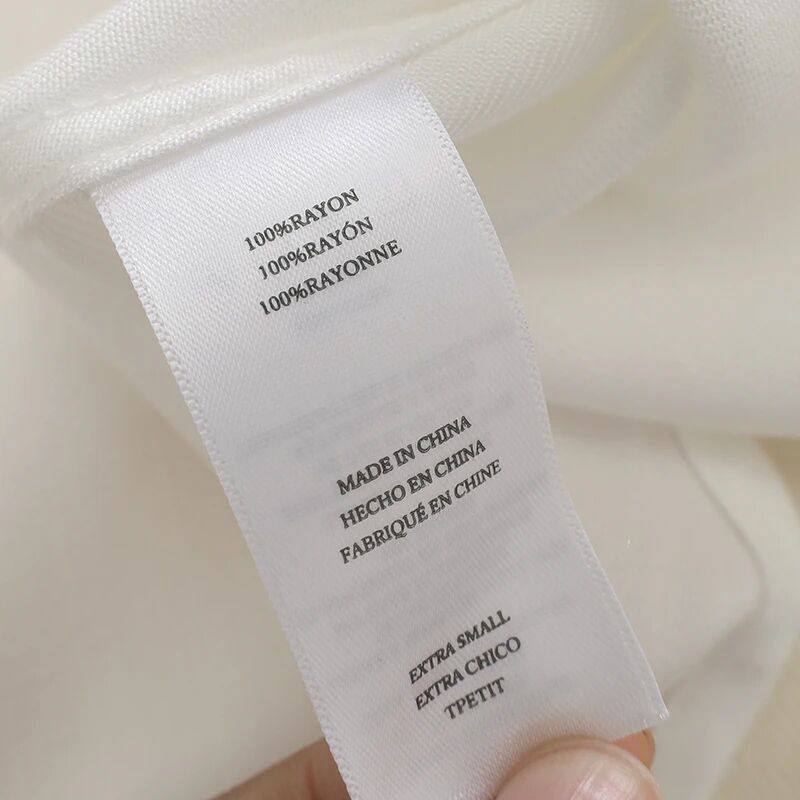 100%RAYON
100%RAYÓN
100%RAYONNE
MADE IN CHINA
HECHO EN CHINA
FABRIQUÉ EN CHINE
EXTRA SMALL
EXTRA CHICO
TPETIT